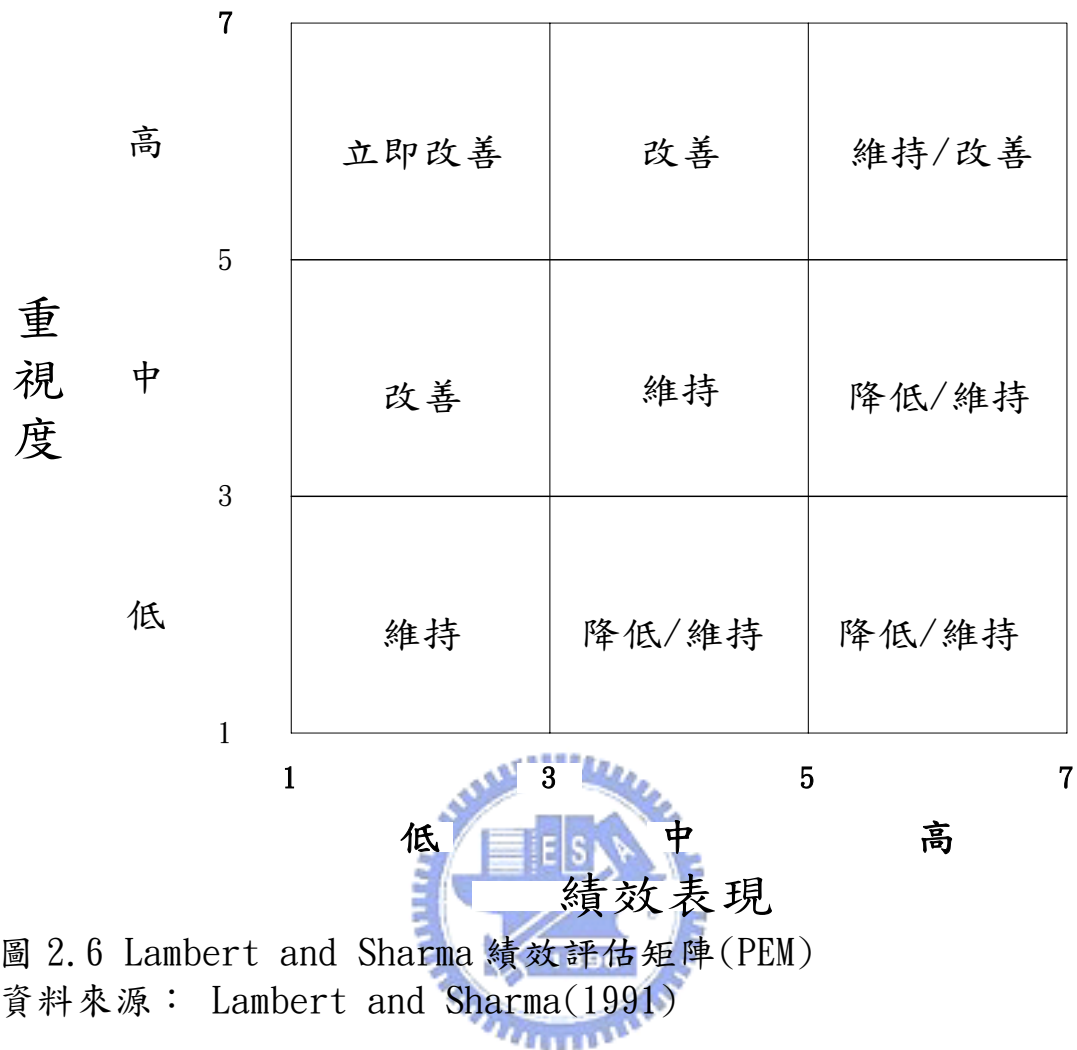 7
高 立即改善 改善 維持/改善
5
重視度
中 改善 維持 降低/維持
3
低 維持 降低/維持 降低/維持
1
1 3 5 7
低 中 高
績效表現
圖 2.6 Lambert and Sharma 績效評估矩陣(PEM)
資料來源： Lambert and Sharma(1991)
ESA